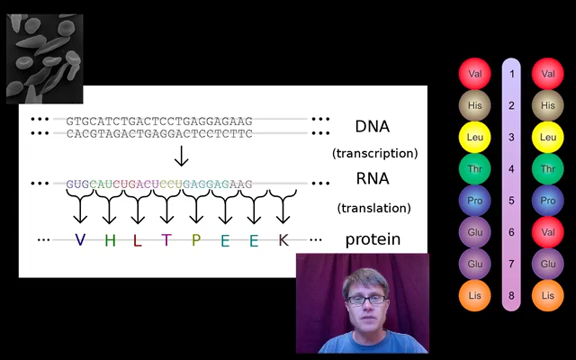 ••• GTGCATCTGACTCCTGAGGAGAAG •••
••• CACGTAGACTGAGGACTCCTCTTC •••
DNA
(transcription)
••• GUGCAUCUGACUCCUGAGGAGAAG •••
RNA
(translation)
••• V H L T P E E K •••
protein
Val 1 Val
His 2 His
Leu 3 Leu
Thr 4 Thr
Pro 5 Pro
Glu 6 Val
Glu 7 Glu
Lis 8 Lis